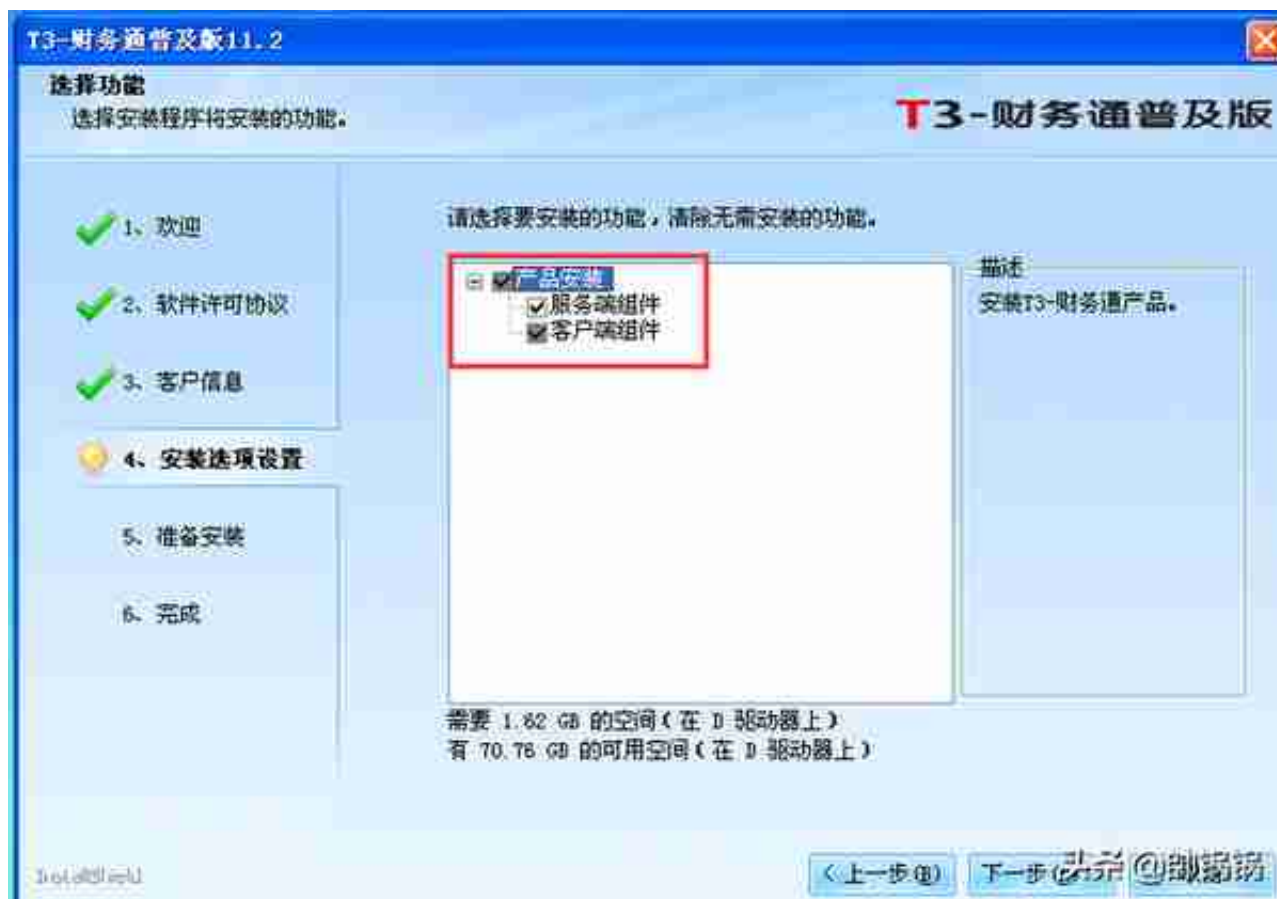 T3-财务通普及版11.2
选择功能
选择安装程序将安装的功能。
T3-财务通普及版
1、欢迎
2、软件许可协议
3、客户信息
4、安装选项设置
5、准备安装
6、完成
请选择要安装的功能，清除无需安装的功能。
产品安装
服务端组件
客户端组件
描述
安装T3-财务通产品。
需要 1.62 GB 的空间(在 D 驱动器上)
有 70.76 GB 的可用空间(在 D 驱动器上)
InstallShield
<上一步(B)
下一步
头条 @